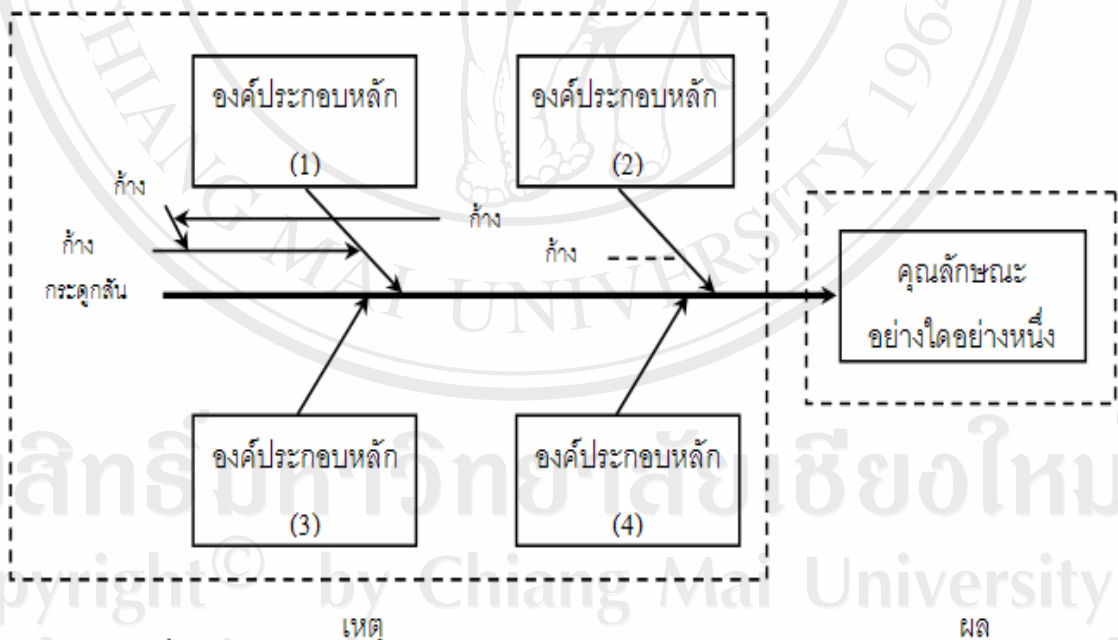 CHIANG MAI UNIVERSITY 1964
องค์ประกอบหลัก
(1)
องค์ประกอบหลัก
(2)
ก้าง
ก้าง
ก้าง
ก้าง
กระดูกสัน
คุณลักษณะ
อย่างใดอย่างหนึ่ง
องค์ประกอบหลัก
(3)
องค์ประกอบหลัก
(4)
สิทธิ์มหาวิทยาลัยเชียงใหม
pyright© by Chiang Mai University
เหตุ
ผล